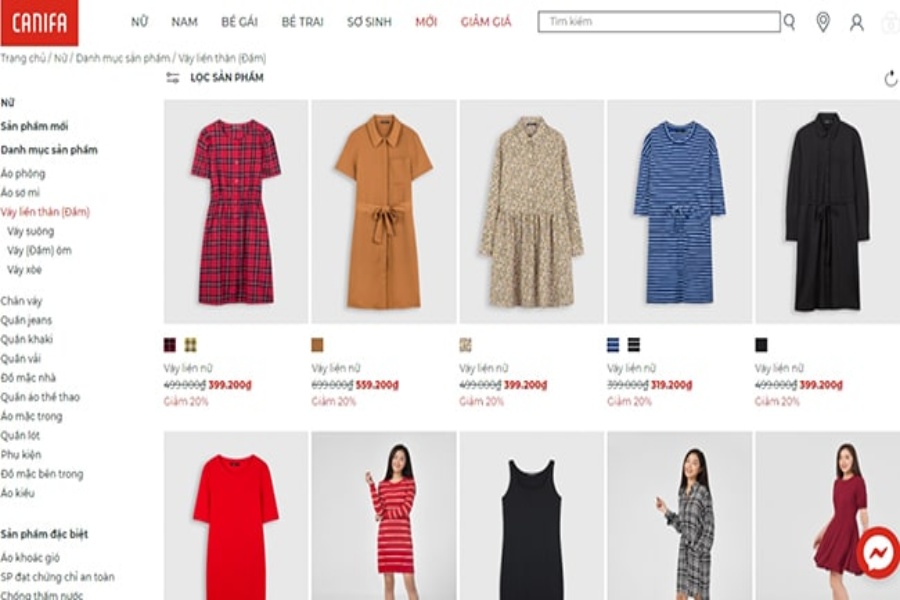 CANIFA
NỮ NAM BÉ GÁI BÉ TRAI SƠ SINH MỚI GIẢM GIÁ
Tìm kiếm
Trang chủ / Nữ / Danh mục sản phẩm / Váy liền thân (Đầm)
LỌC SẢN PHẨM
Nữ
Sản phẩm mới
Danh mục sản phẩm
Áo phông
Áo sơ mi
Váy liền thân (Đầm)
Váy suông
Váy (Đầm) ôm
Váy xòe
Chân váy
Quần jeans
Quần khaki
Quần vải
Đồ mặc nhà
Quần áo thể thao
Áo mặc trong
Quần lót
Phụ kiện
Đồ mặc bên trong
Áo kiểu
Sản phẩm đặc biệt
Áo khoác gió
SP đạt chứng chỉ an toàn
Chống thấm nước
Váy liền nữ
499.000₫ 399.200₫
Giảm 20%
Váy liền nữ
699.000₫ 559.200₫
Giảm 20%
Váy liền nữ
499.000₫ 399.200₫
Giảm 20%
Váy liền nữ
399.000₫ 319.200₫
Giảm 20%
Váy liền nữ
499.000₫ 399.200₫
Giảm 20%